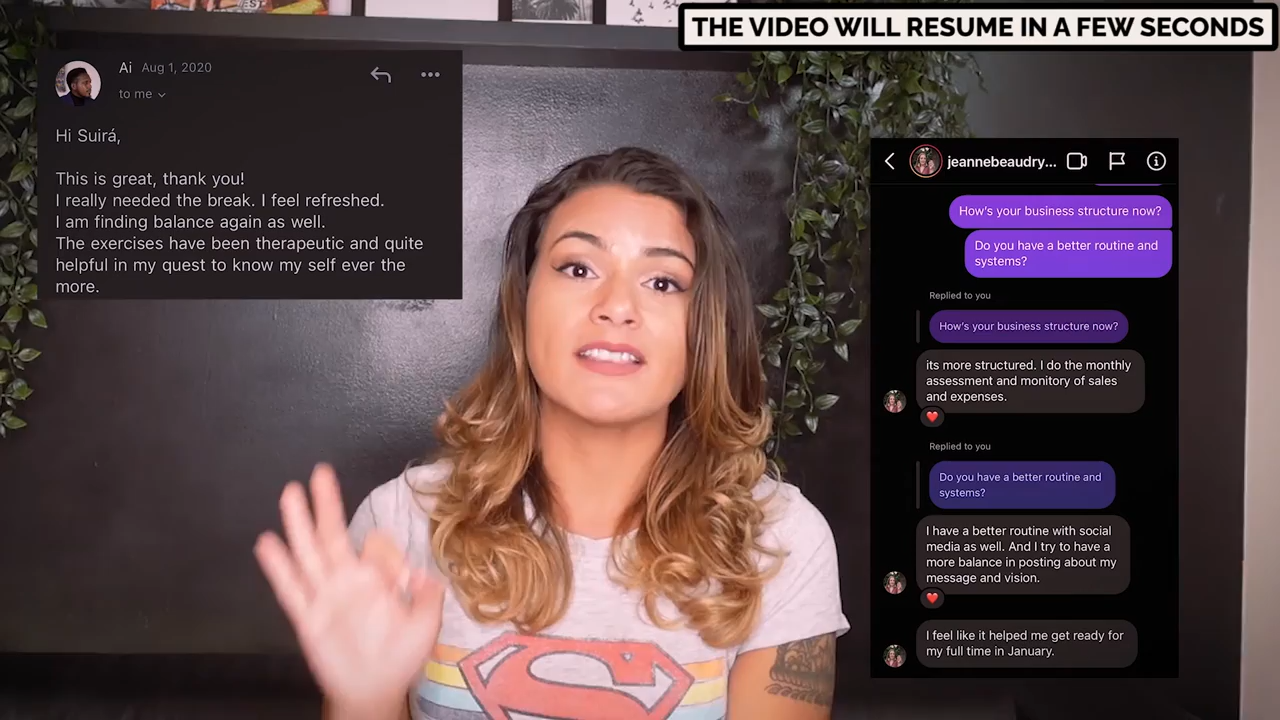 THE VIDEO WILL RESUME IN A FEW SECONDS
Ai Aug 1, 2020
to me
Hi Suirá,
This is great, thank you!
I really needed the break. I feel refreshed.
I am finding balance again as well.
The exercises have been therapeutic and quite
helpful in my quest to know my self ever the
more.
jeannebeaudry...
How's your business structure now?
Do you have a better routine and
systems?
Replied to you
How's your business structure now?
its more structured. I do the monthly
assessment and monitory of sales
and expenses.
Replied to you
Do you have a better routine and
systems?
I have a better routine with social
media as well. And I try to have a
more balance in posting about my
message and vision.
I feel like it helped me get ready for
my full time in January.